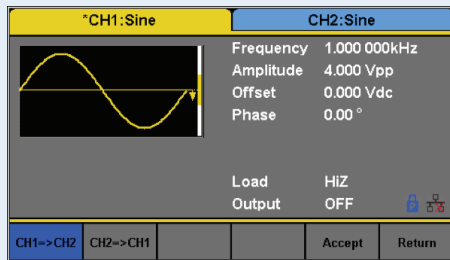 *CH1:Sine CH2:Sine
Frequency 1.000 000kHz
Amplitude 4.000 Vpp
Offset 0.000 Vdc
Phase 0.00 °
Load HiZ
Output OFF
CH1=>CH2 CH2=>CH1 Accept Return